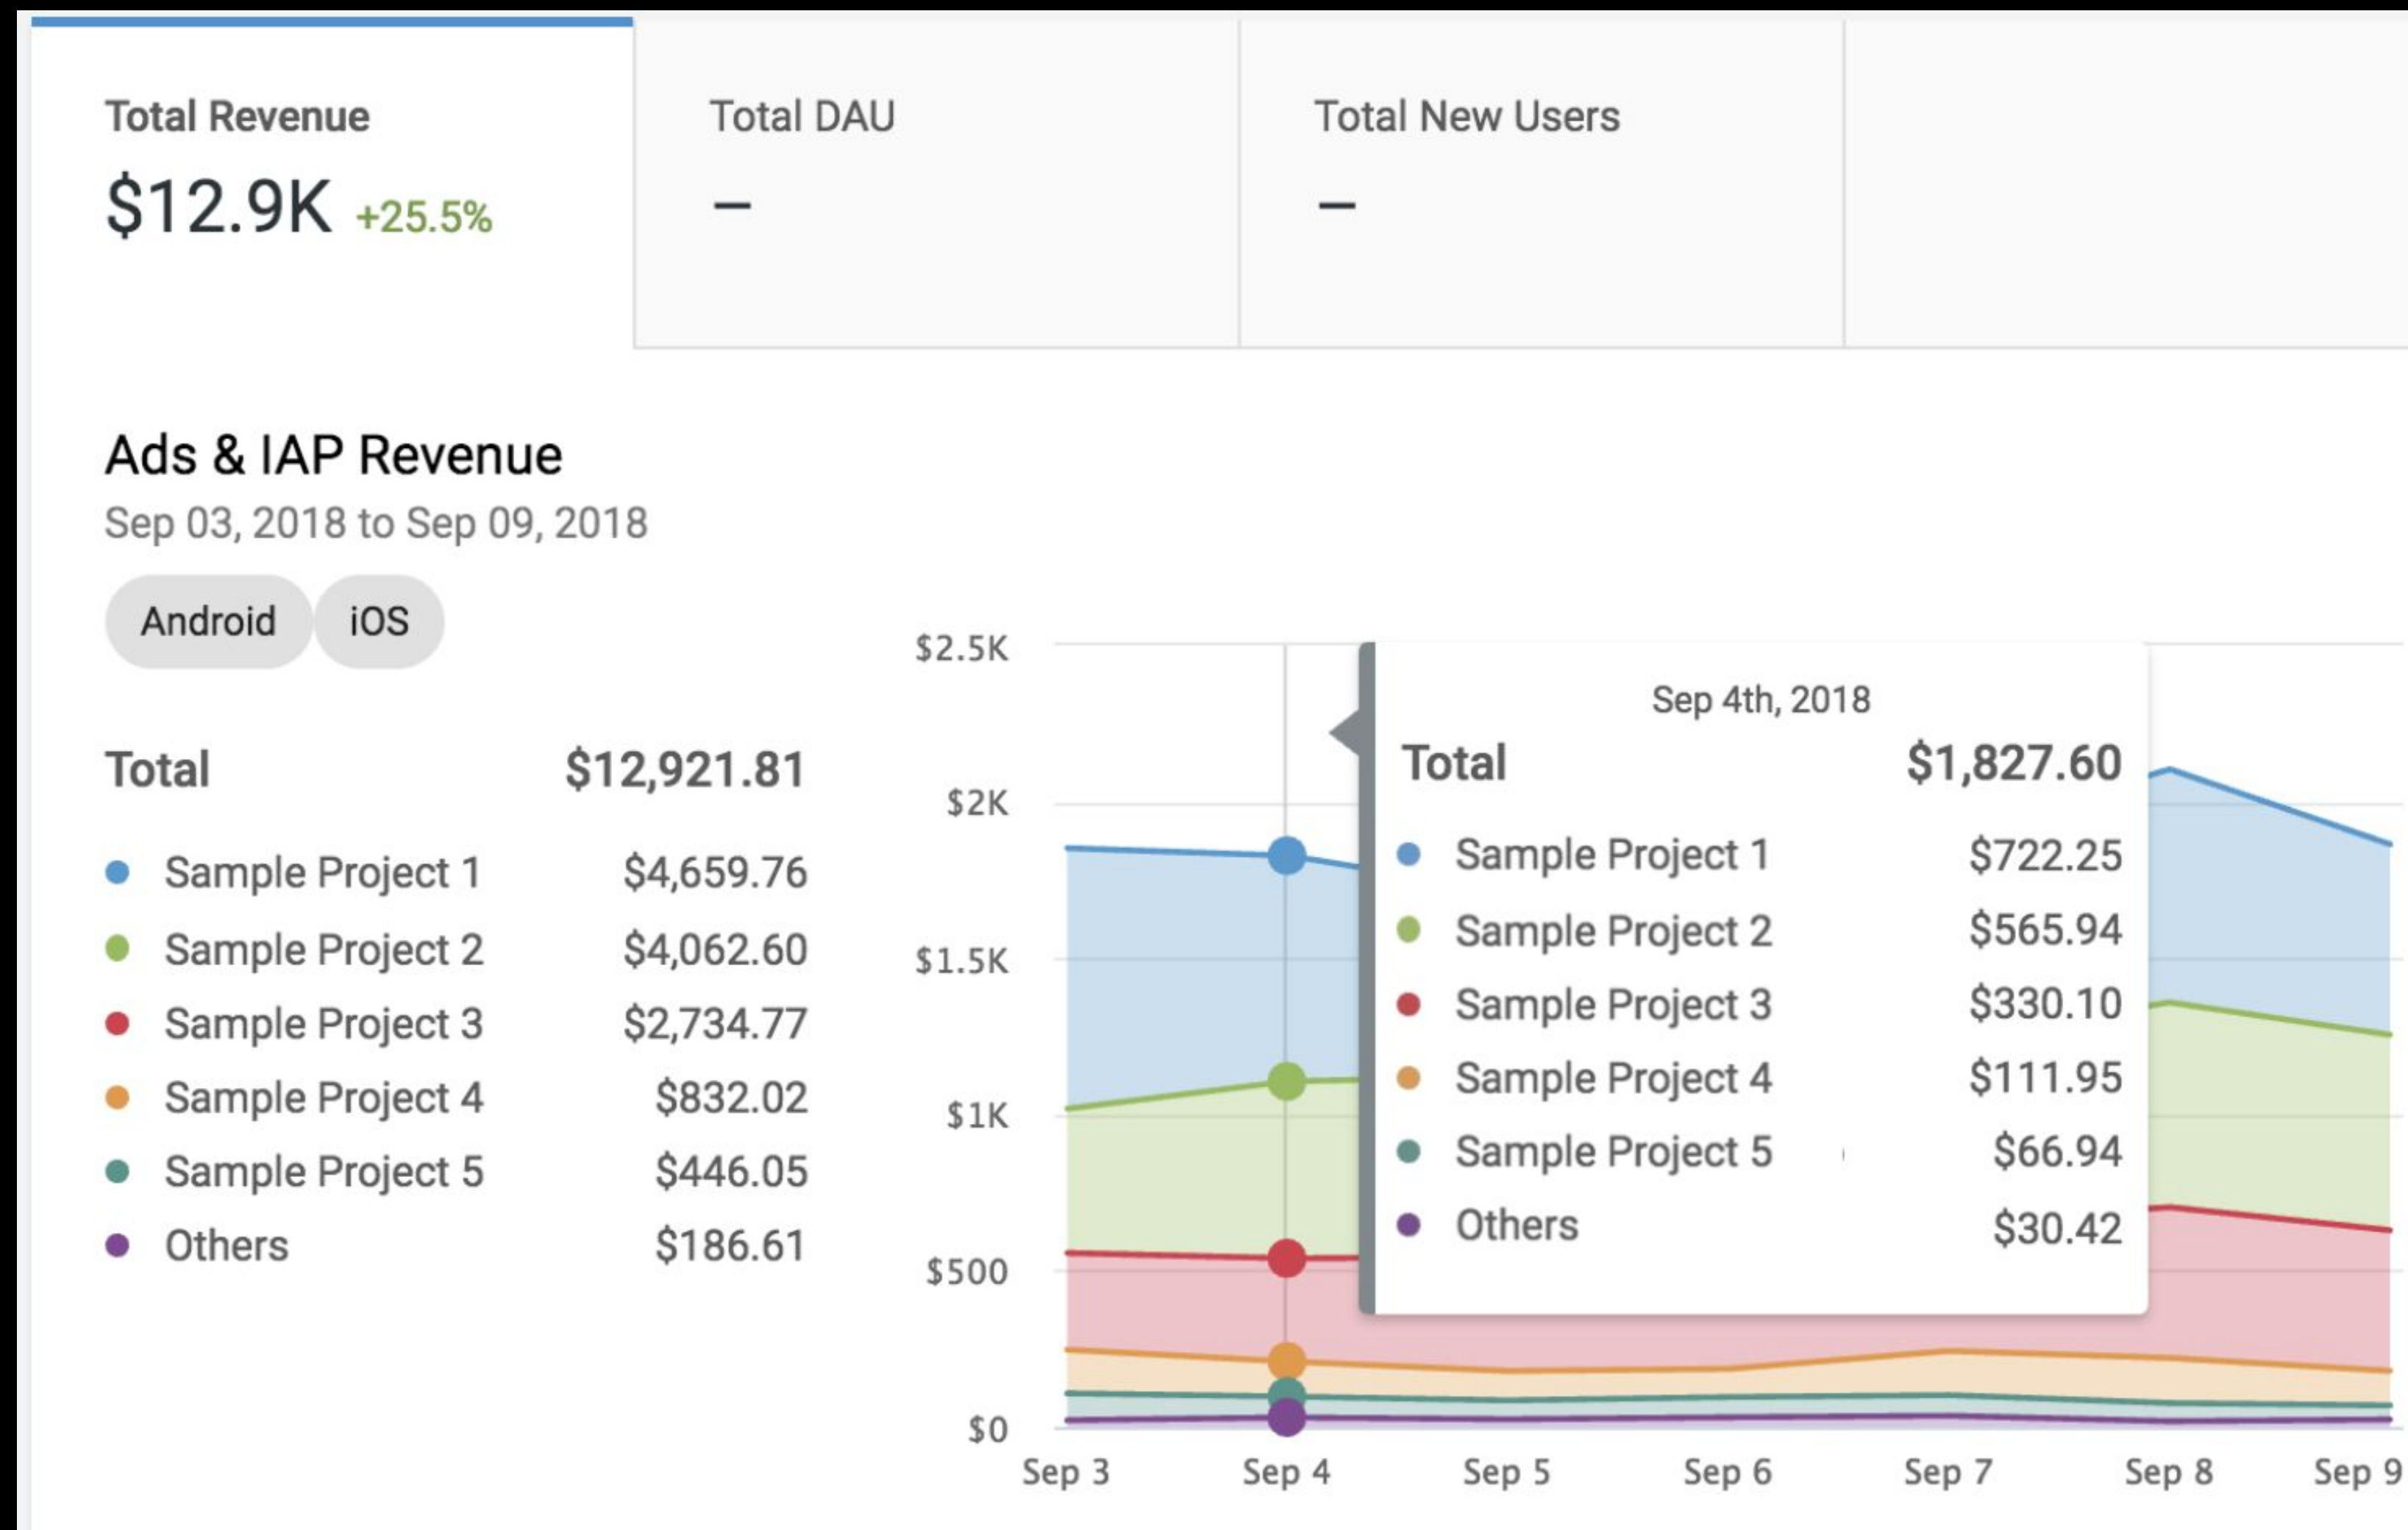 Total Revenue
$12.9K +25.5%
Total DAU
–
Total New Users
–
Ads & IAP Revenue
Sep 03, 2018 to Sep 09, 2018
Android iOS
Total $12,921.81
Sample Project 1 $4,659.76
Sample Project 2 $4,062.60
Sample Project 3 $2,734.77
Sample Project 4 $832.02
Sample Project 5 $446.05
Others $186.61
$2.5K
$2K
$1.5K
$1K
$500
$0
Sep 4th, 2018
Total $1,827.60
Sample Project 1 $722.25
Sample Project 2 $565.94
Sample Project 3 $330.10
Sample Project 4 $111.95
Sample Project 5 $66.94
Others $30.42
Sep 3 Sep 4 Sep 5 Sep 6 Sep 7 Sep 8 Sep 9